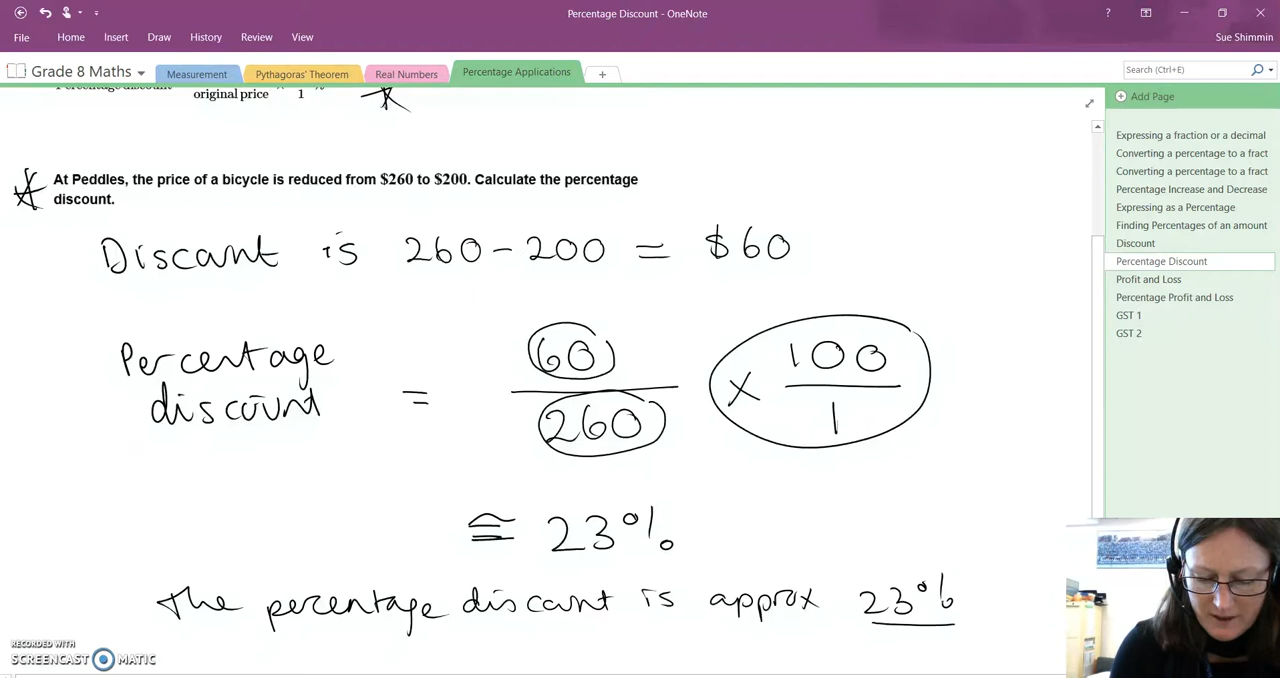 Percentage Discount - OneNote
?
File Home Insert Draw History Review View
Sue Shimmin
Grade 8 Maths
Measurement
Pythagoras' Theorem
Real Numbers
Percentage Applications
+
Search (Ctrl+E)
Add Page
Expressing a fraction or a decimal
Converting a percentage to a fract
Converting a percentage to a fract
Percentage Increase and Decrease
Expressing as a Percentage
Finding Percentages of an amount
Discount
Percentage Discount
Profit and Loss
Percentage Profit and Loss
GST 1
GST 2
original price 1
At Peddles, the price of a bicycle is reduced from $260 to $200. Calculate the percentage
discount.
Discount is 260 - 200 = $60
Percentage
discount = 60 / 260 × 100 / 1
≅ 23%
The percentage discount is approx 23%
RECORDED WITH
SCREENCAST MATIC